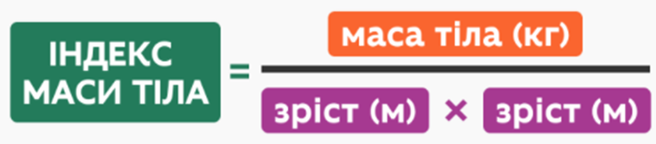 ІНДЕКС
МАСИ ТІЛА
=
маса тіла (кг)
зріст (м) × зріст (м)